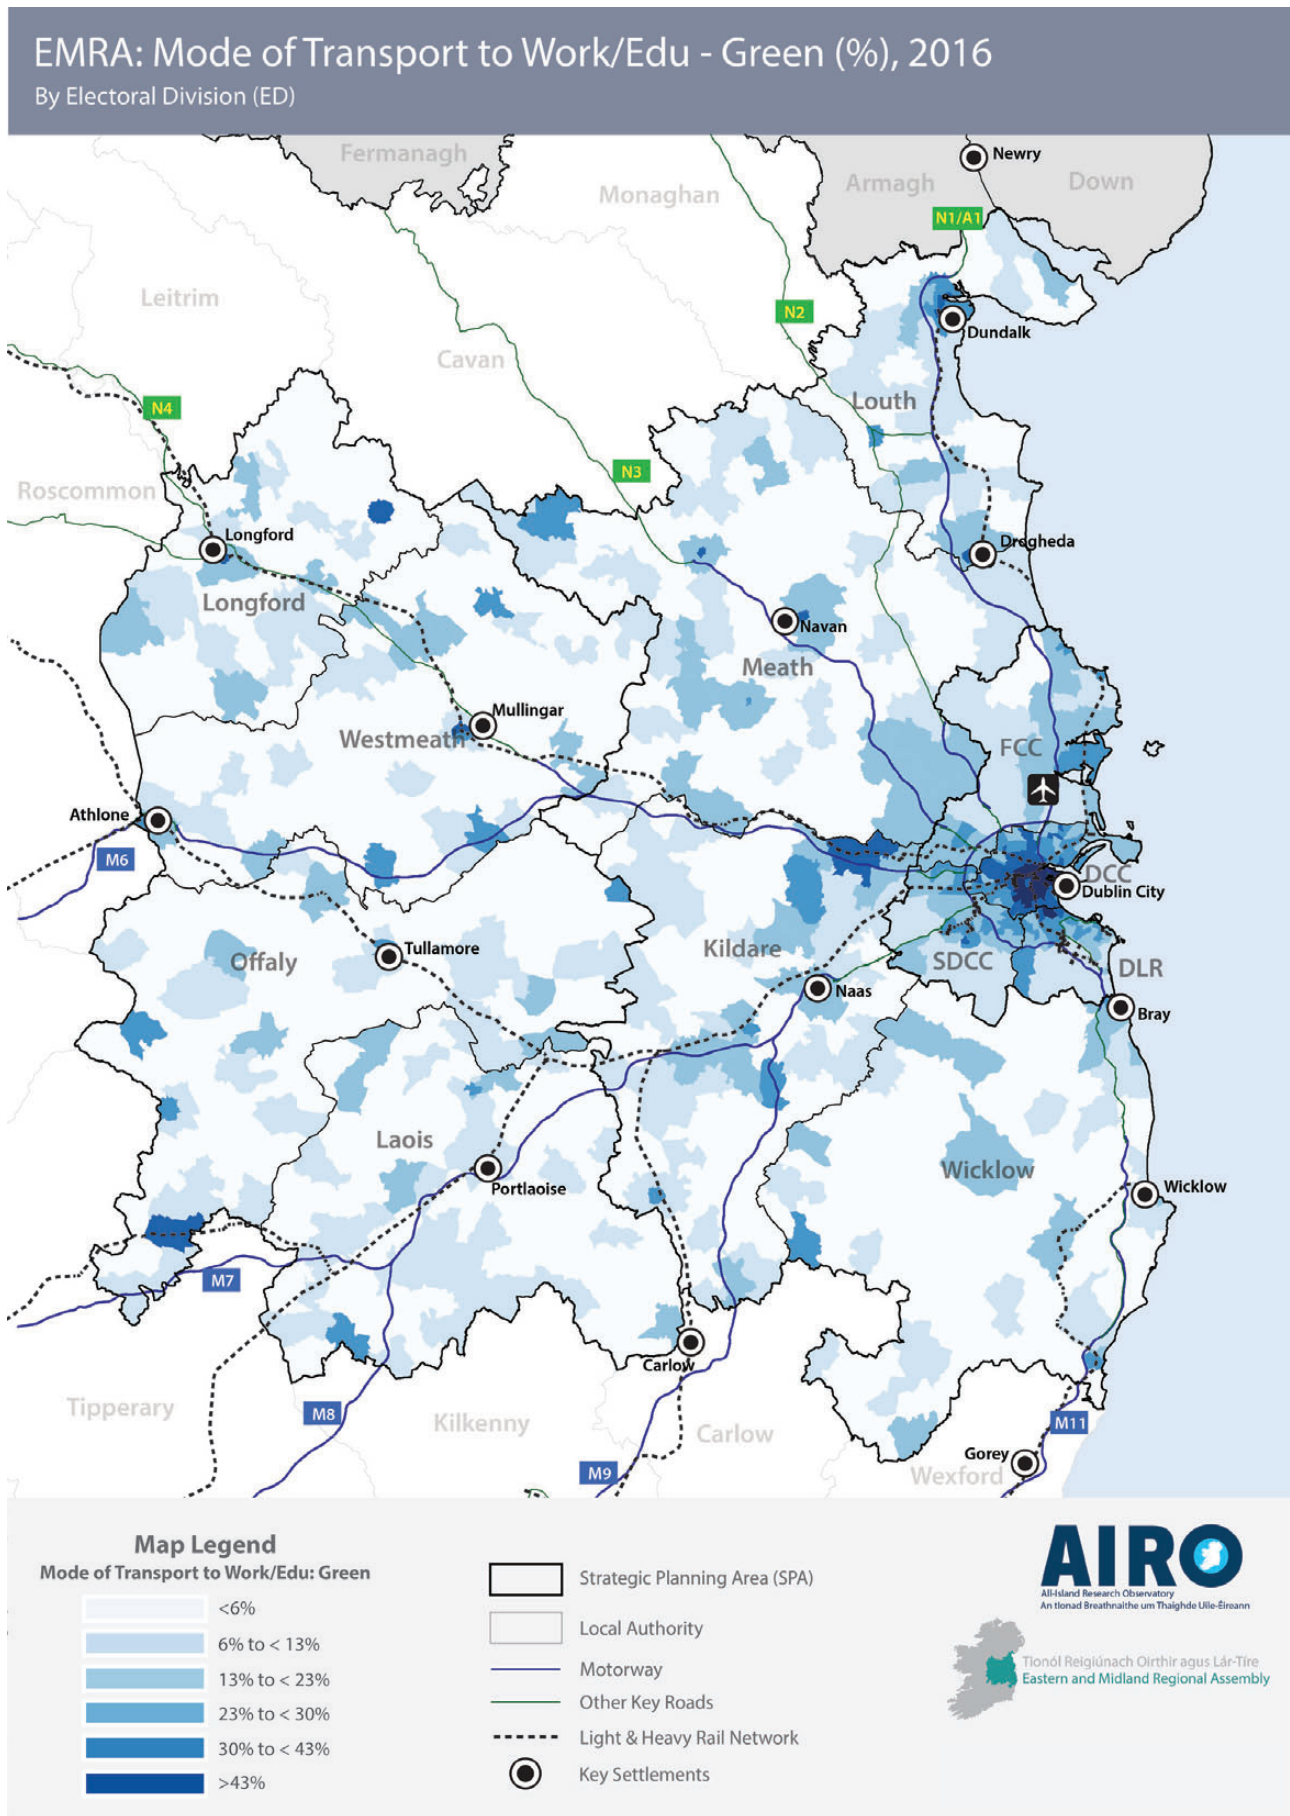 EMRA: Mode of Transport to Work/Edu - Green (%), 2016
By Electoral Division (ED)
Fermanagh
Monaghan
Armagh
Newry
Down
N1/A1
Leitrim
N2
Dundalk
Cavan
N4
Louth
Roscommon
N3
Longford
Drogheda
Longford
Navan
Meath
Mullingar
Westmeath
FCC
Athlone
M6
DCC
Dublin City
Tullamore
Offaly
Kildare
SDCC
DLR
Naas
Bray
Laois
Wicklow
Portlaoise
Wicklow
M7
Carlow
Tipperary
M8
Kilkenny
Carlow
M11
M9
Gorey
Wexford
Map Legend
Mode of Transport to Work/Edu: Green
<6%
6% to < 13%
13% to < 23%
23% to < 30%
30% to < 43%
>43%
Strategic Planning Area (SPA)
Local Authority
Motorway
Other Key Roads
Light & Heavy Rail Network
Key Settlements
AIRO
All-Island Research Observatory
An tIonad Breathnaithe um Thaighde Uile-Éireann
Tionól Reigiúnach Oirthir agus Lár-Tíre
Eastern and Midland Regional Assembly